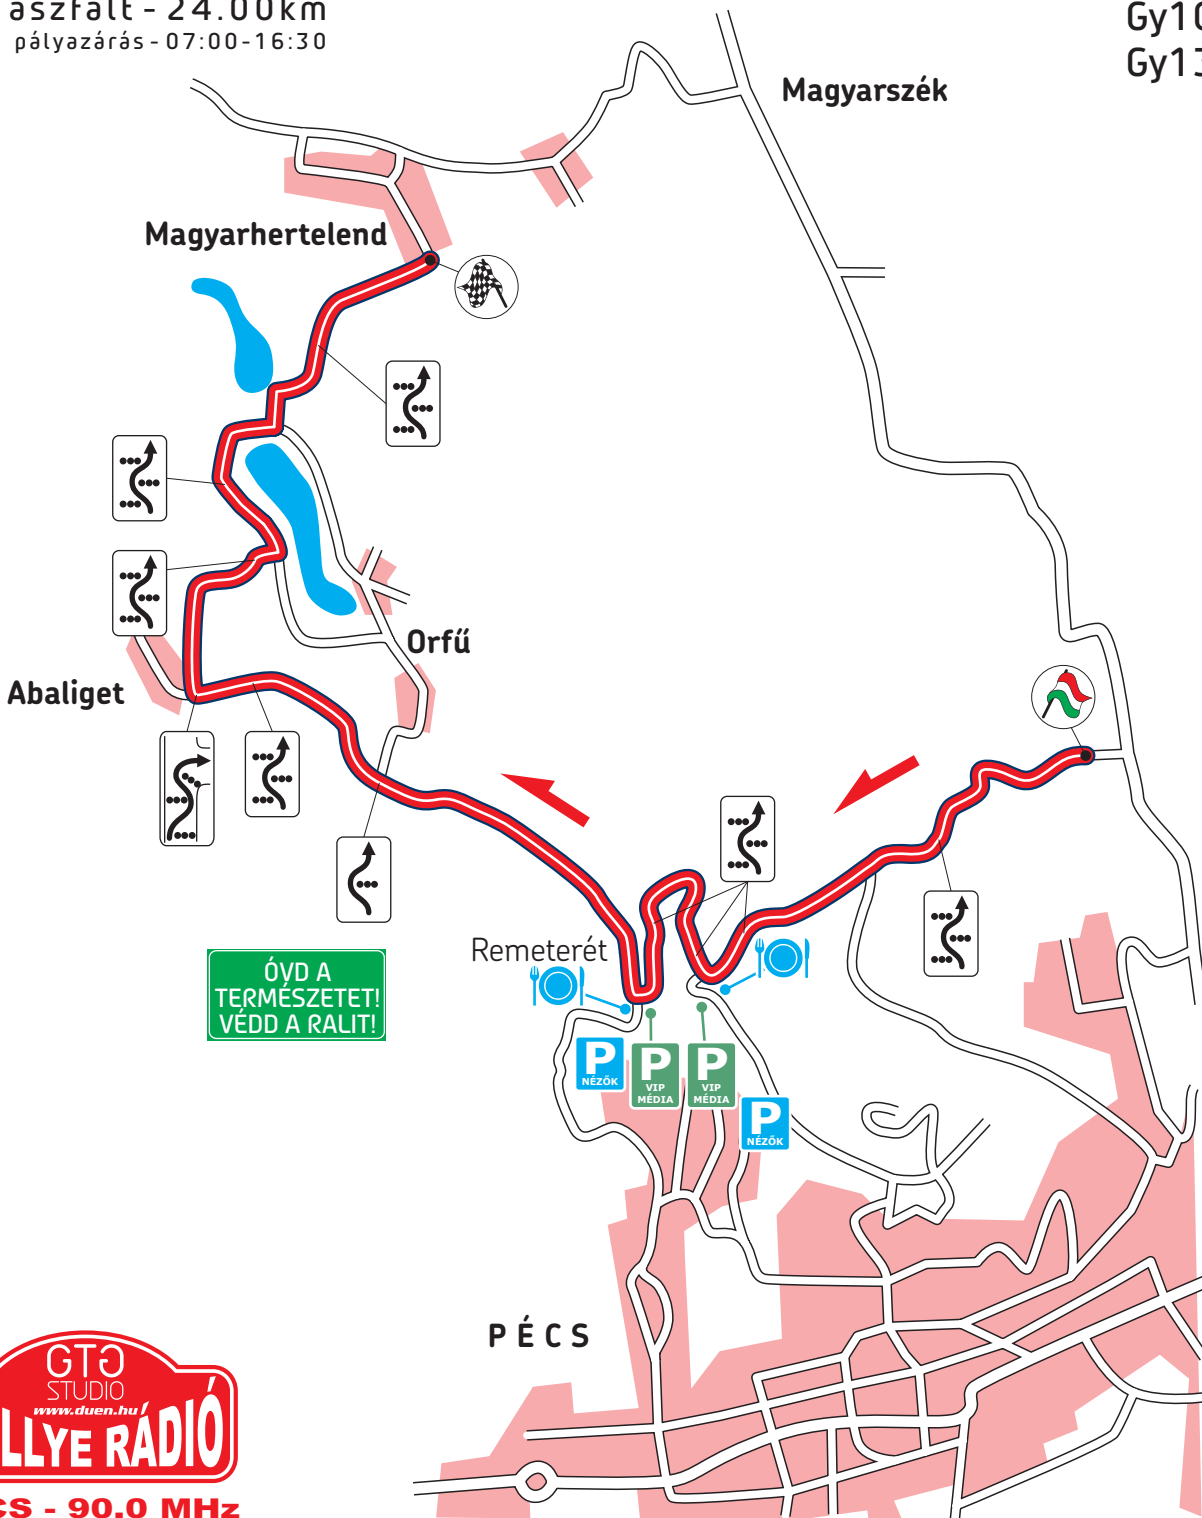 aszfalt - 24.00km
pályazárás - 07:00-16:30
Magyarszék
Magyarhertelend
Orfű
Abaliget
Remeterét
ÓVD A
TERMÉSZETET!
VÉDD A RALIT!
P
NÉZŐK
P
VIP
MÉDIA
P
VIP
MÉDIA
P
NÉZŐK
PÉCS
GTG
STUDIO
www.duen.hu
LLYE RÁDIÓ
CS - 90.0 MHz